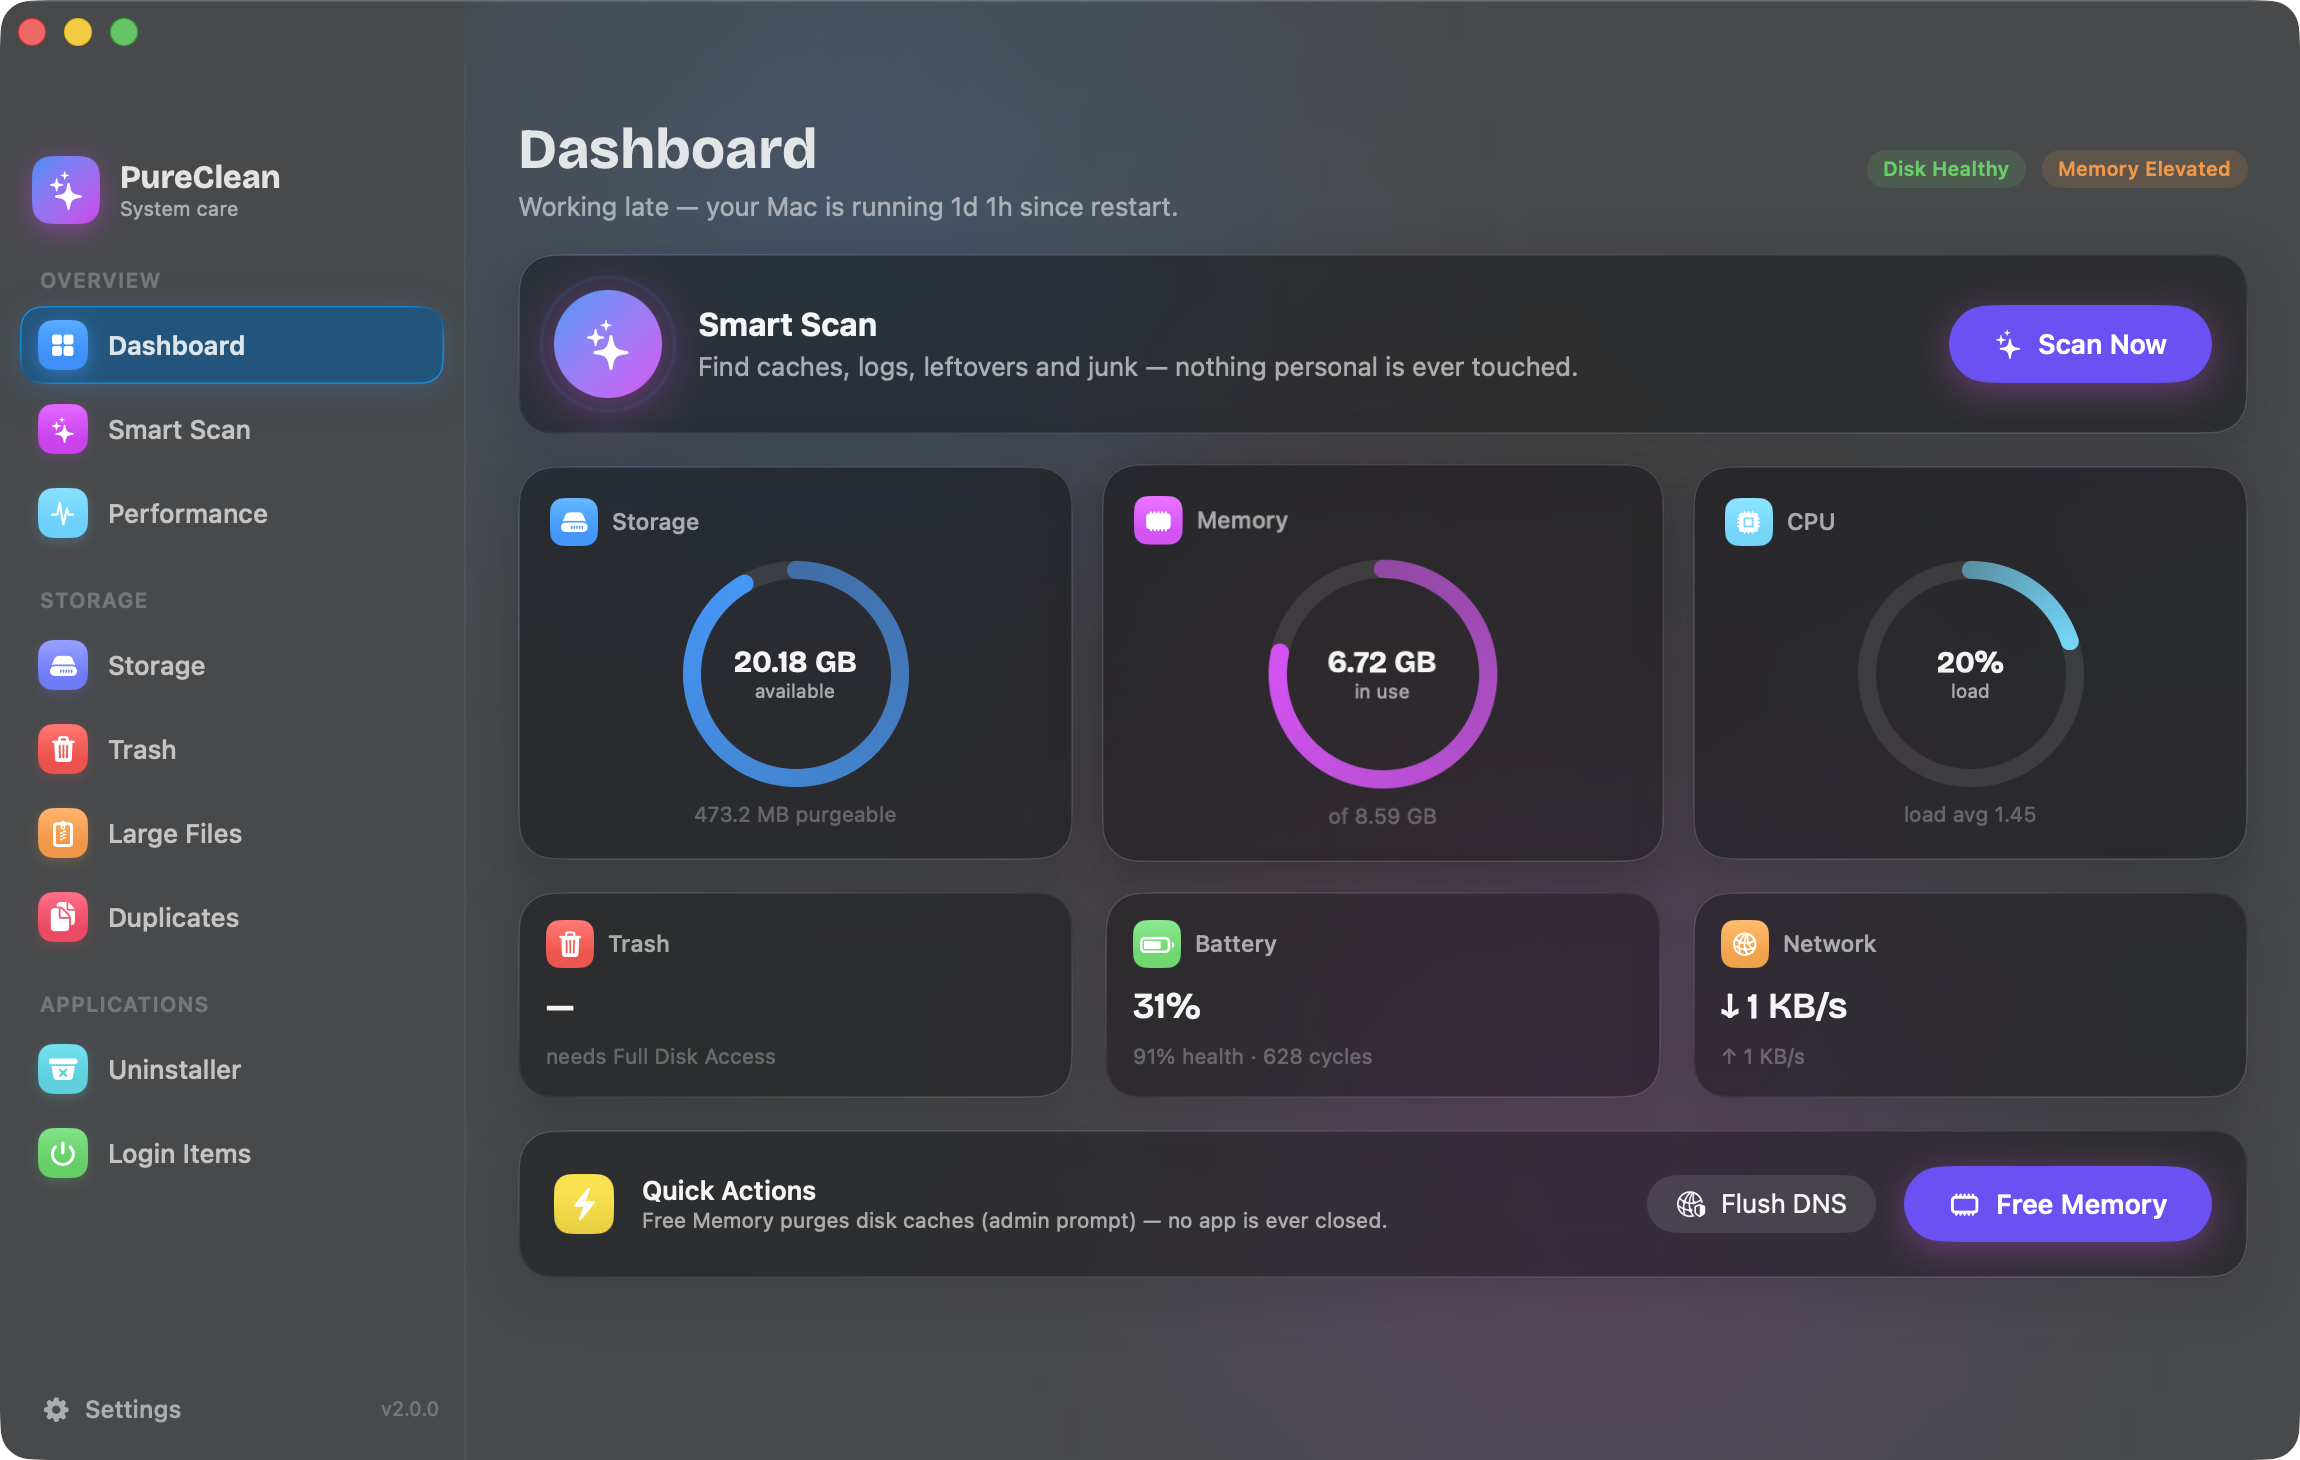 PureClean
System care
OVERVIEW
Dashboard
Smart Scan
Performance
STORAGE
Storage
Trash
Large Files
Duplicates
APPLICATIONS
Uninstaller
Login Items
Settings
v2.0.0
Dashboard
Working late — your Mac is running 1d 1h since restart.
Disk Healthy
Memory Elevated
Smart Scan
Find caches, logs, leftovers and junk — nothing personal is ever touched.
Scan Now
Storage
20.18 GB
available
473.2 MB purgeable
Memory
6.72 GB
in use
of 8.59 GB
CPU
20%
load
load avg 1.45
Trash
—
needs Full Disk Access
Battery
31%
91% health · 628 cycles
Network
↓ 1 KB/s
↑ 1 KB/s
Quick Actions
Free Memory purges disk caches (admin prompt) — no app is ever closed.
Flush DNS
Free Memory